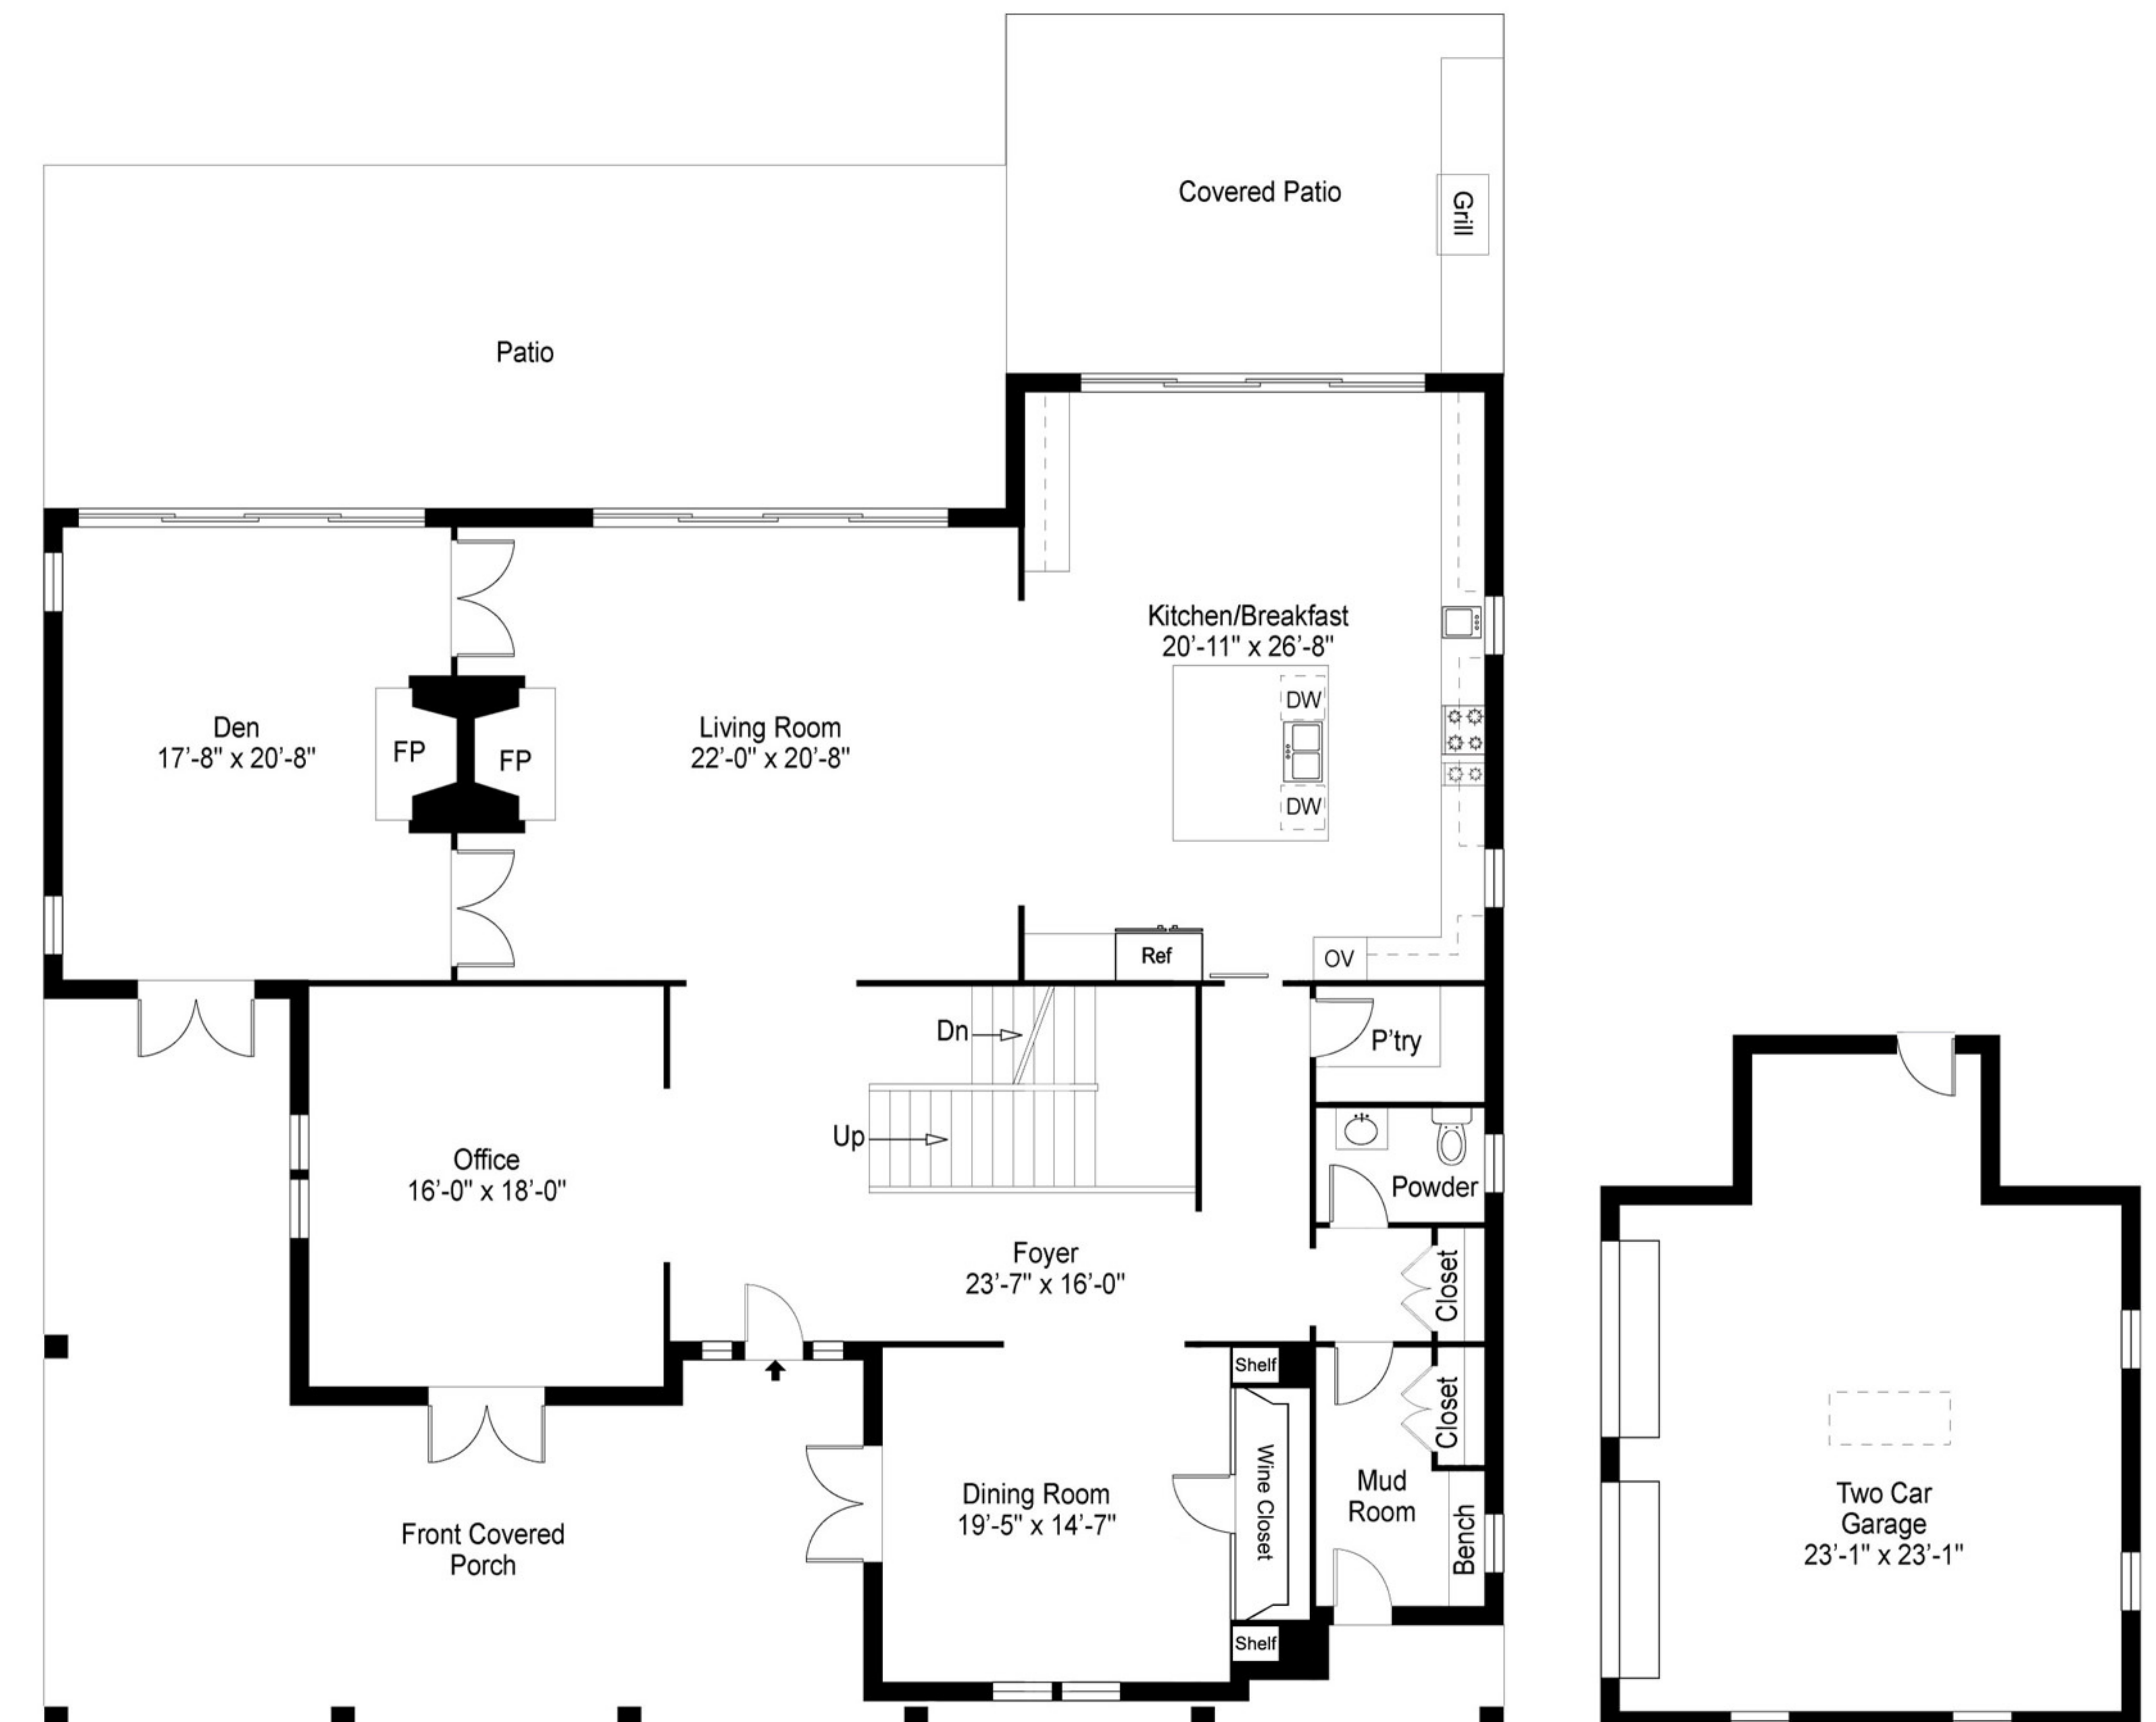 Covered Patio
Grill
Patio
Kitchen/Breakfast
20'-11" x 26'-8"
DW
DW
Den
17'-8" x 20'-8"
FP
FP
Living Room
22'-0" x 20'-8"
Ref
OV
Dn
P'try
Up
Powder
Office
16'-0" x 18'-0"
Foyer
23'-7" x 16'-0"
Closet
Shelf
Closet
Wine Closet
Mud
Room
Bench
Dining Room
19'-5" x 14'-7"
Front Covered
Porch
Shelf
Two Car
Garage
23'-1" x 23'-1"